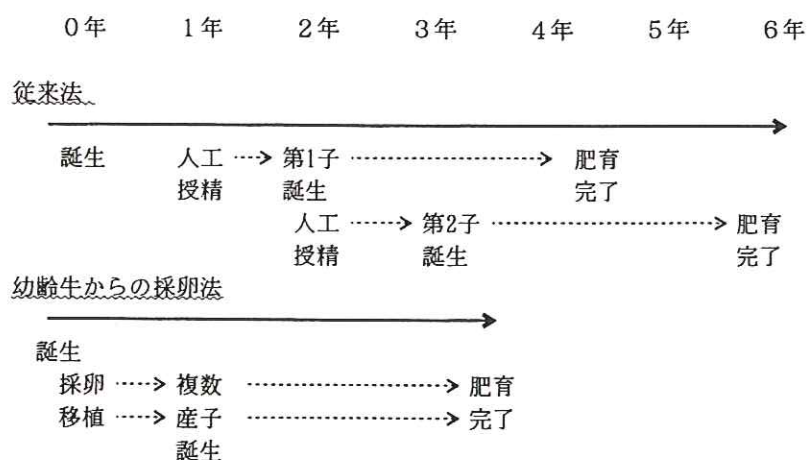 0年 1年 2年 3年 4年 5年 6年
従来法
誕生 人工 第1子 肥育
授精 誕生 完了
人工 第2子 肥育
授精 誕生 完了
幼齢牛からの採卵法
誕生
採卵 複数 肥育
移植 産子 完了
誕生